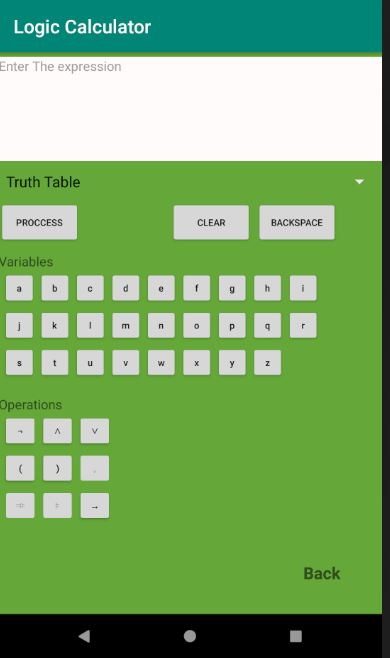 Logic Calculator
Enter The expression
Truth Table
PROCCESS CLEAR BACKSPACE
Variables
a b c d e f g h i
j k l m n o p q r
s t u v w x y z
Operations
¬ ∧ ∨
( ) ,
→
Back